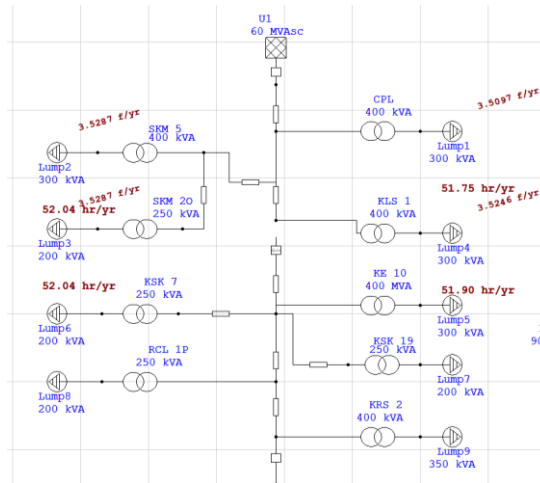 U1
60 MVAsc
CPL
400 kVA
3.5097 f/yr
Lump1
300 kVA
3.5287 f/yr
SKM 5
400 kVA
Lump2
300 kVA
3.5287 f/yr
SKM 2O
250 kVA
52.04 hr/yr
Lump3
200 kVA
51.75 hr/yr
3.5246 f/yr
KLS 1
400 kVA
Lump4
300 kVA
52.04 hr/yr
KSK 7
250 kVA
Lump6
200 kVA
KE 10
400 MVA
51.90 hr/yr
Lump5
300 kVA
KSK 19
250 kVA
Lump7
200 kVA
90
RCL 1P
250 kVA
Lump8
200 kVA
KRS 2
400 kVA
Lump9
350 kVA